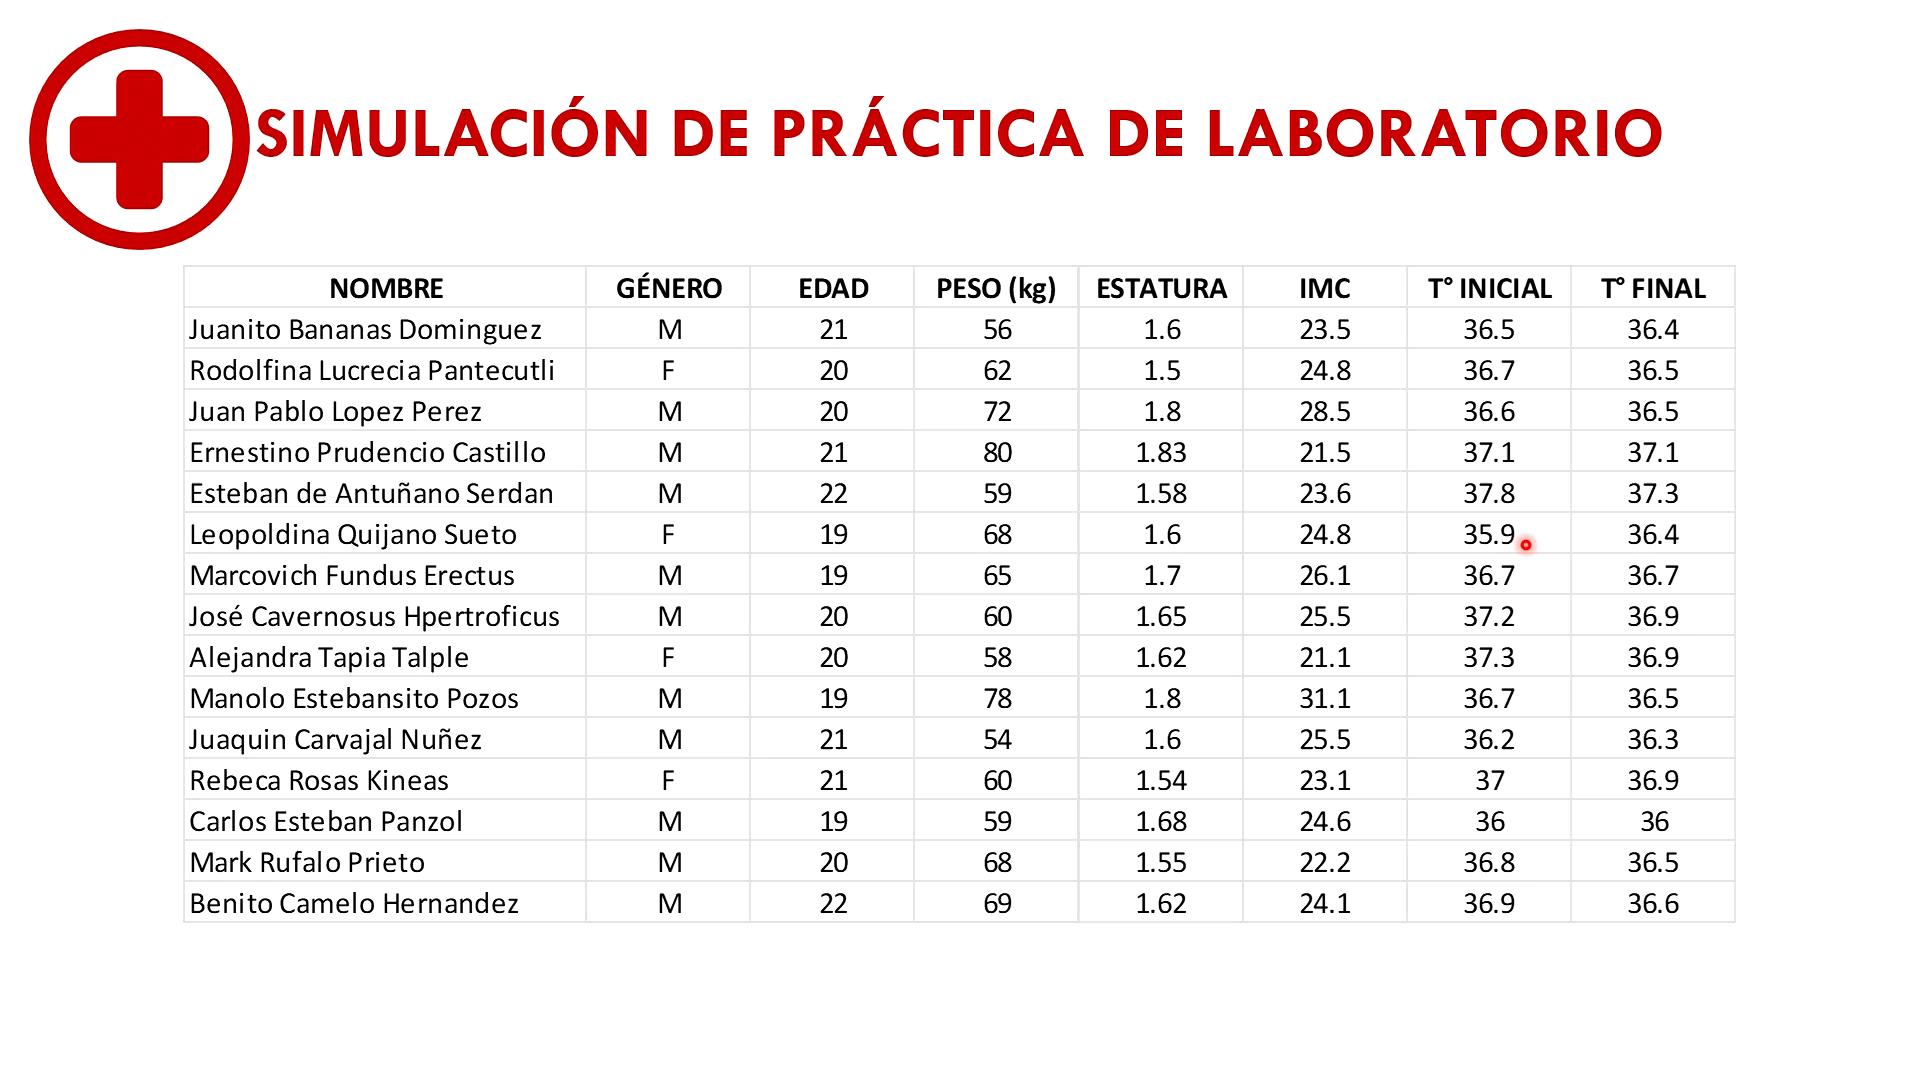 SIMULACIÓN DE PRÁCTICA DE LABORATORIO
NOMBRE GÉNERO EDAD PESO (kg) ESTATURA IMC T° INICIAL T° FINAL
Juanito Bananas Dominguez M 21 56 1.6 23.5 36.5 36.4
Rodolfina Lucrecia Pantecutli F 20 62 1.5 24.8 36.7 36.5
Juan Pablo Lopez Perez M 20 72 1.8 28.5 36.6 36.5
Ernestino Prudencio Castillo M 21 80 1.83 21.5 37.1 37.1
Esteban de Antuñano Serdan M 22 59 1.58 23.6 37.8 37.3
Leopoldina Quijano Sueto F 19 68 1.6 24.8 35.9 36.4
Marcovich Fundus Erectus M 19 65 1.7 26.1 36.7 36.7
José Cavernosus Hpertroficus M 20 60 1.65 25.5 37.2 36.9
Alejandra Tapia Talple F 20 58 1.62 21.1 37.3 36.9
Manolo Estebansito Pozos M 19 78 1.8 31.1 36.7 36.5
Juaquin Carvajal Nuñez M 21 54 1.6 25.5 36.2 36.3
Rebeca Rosas Kineas F 21 60 1.54 23.1 37 36.9
Carlos Esteban Panzol M 19 59 1.68 24.6 36 36
Mark Rufalo Prieto M 20 68 1.55 22.2 36.8 36.5
Benito Camelo Hernandez M 22 69 1.62 24.1 36.9 36.6